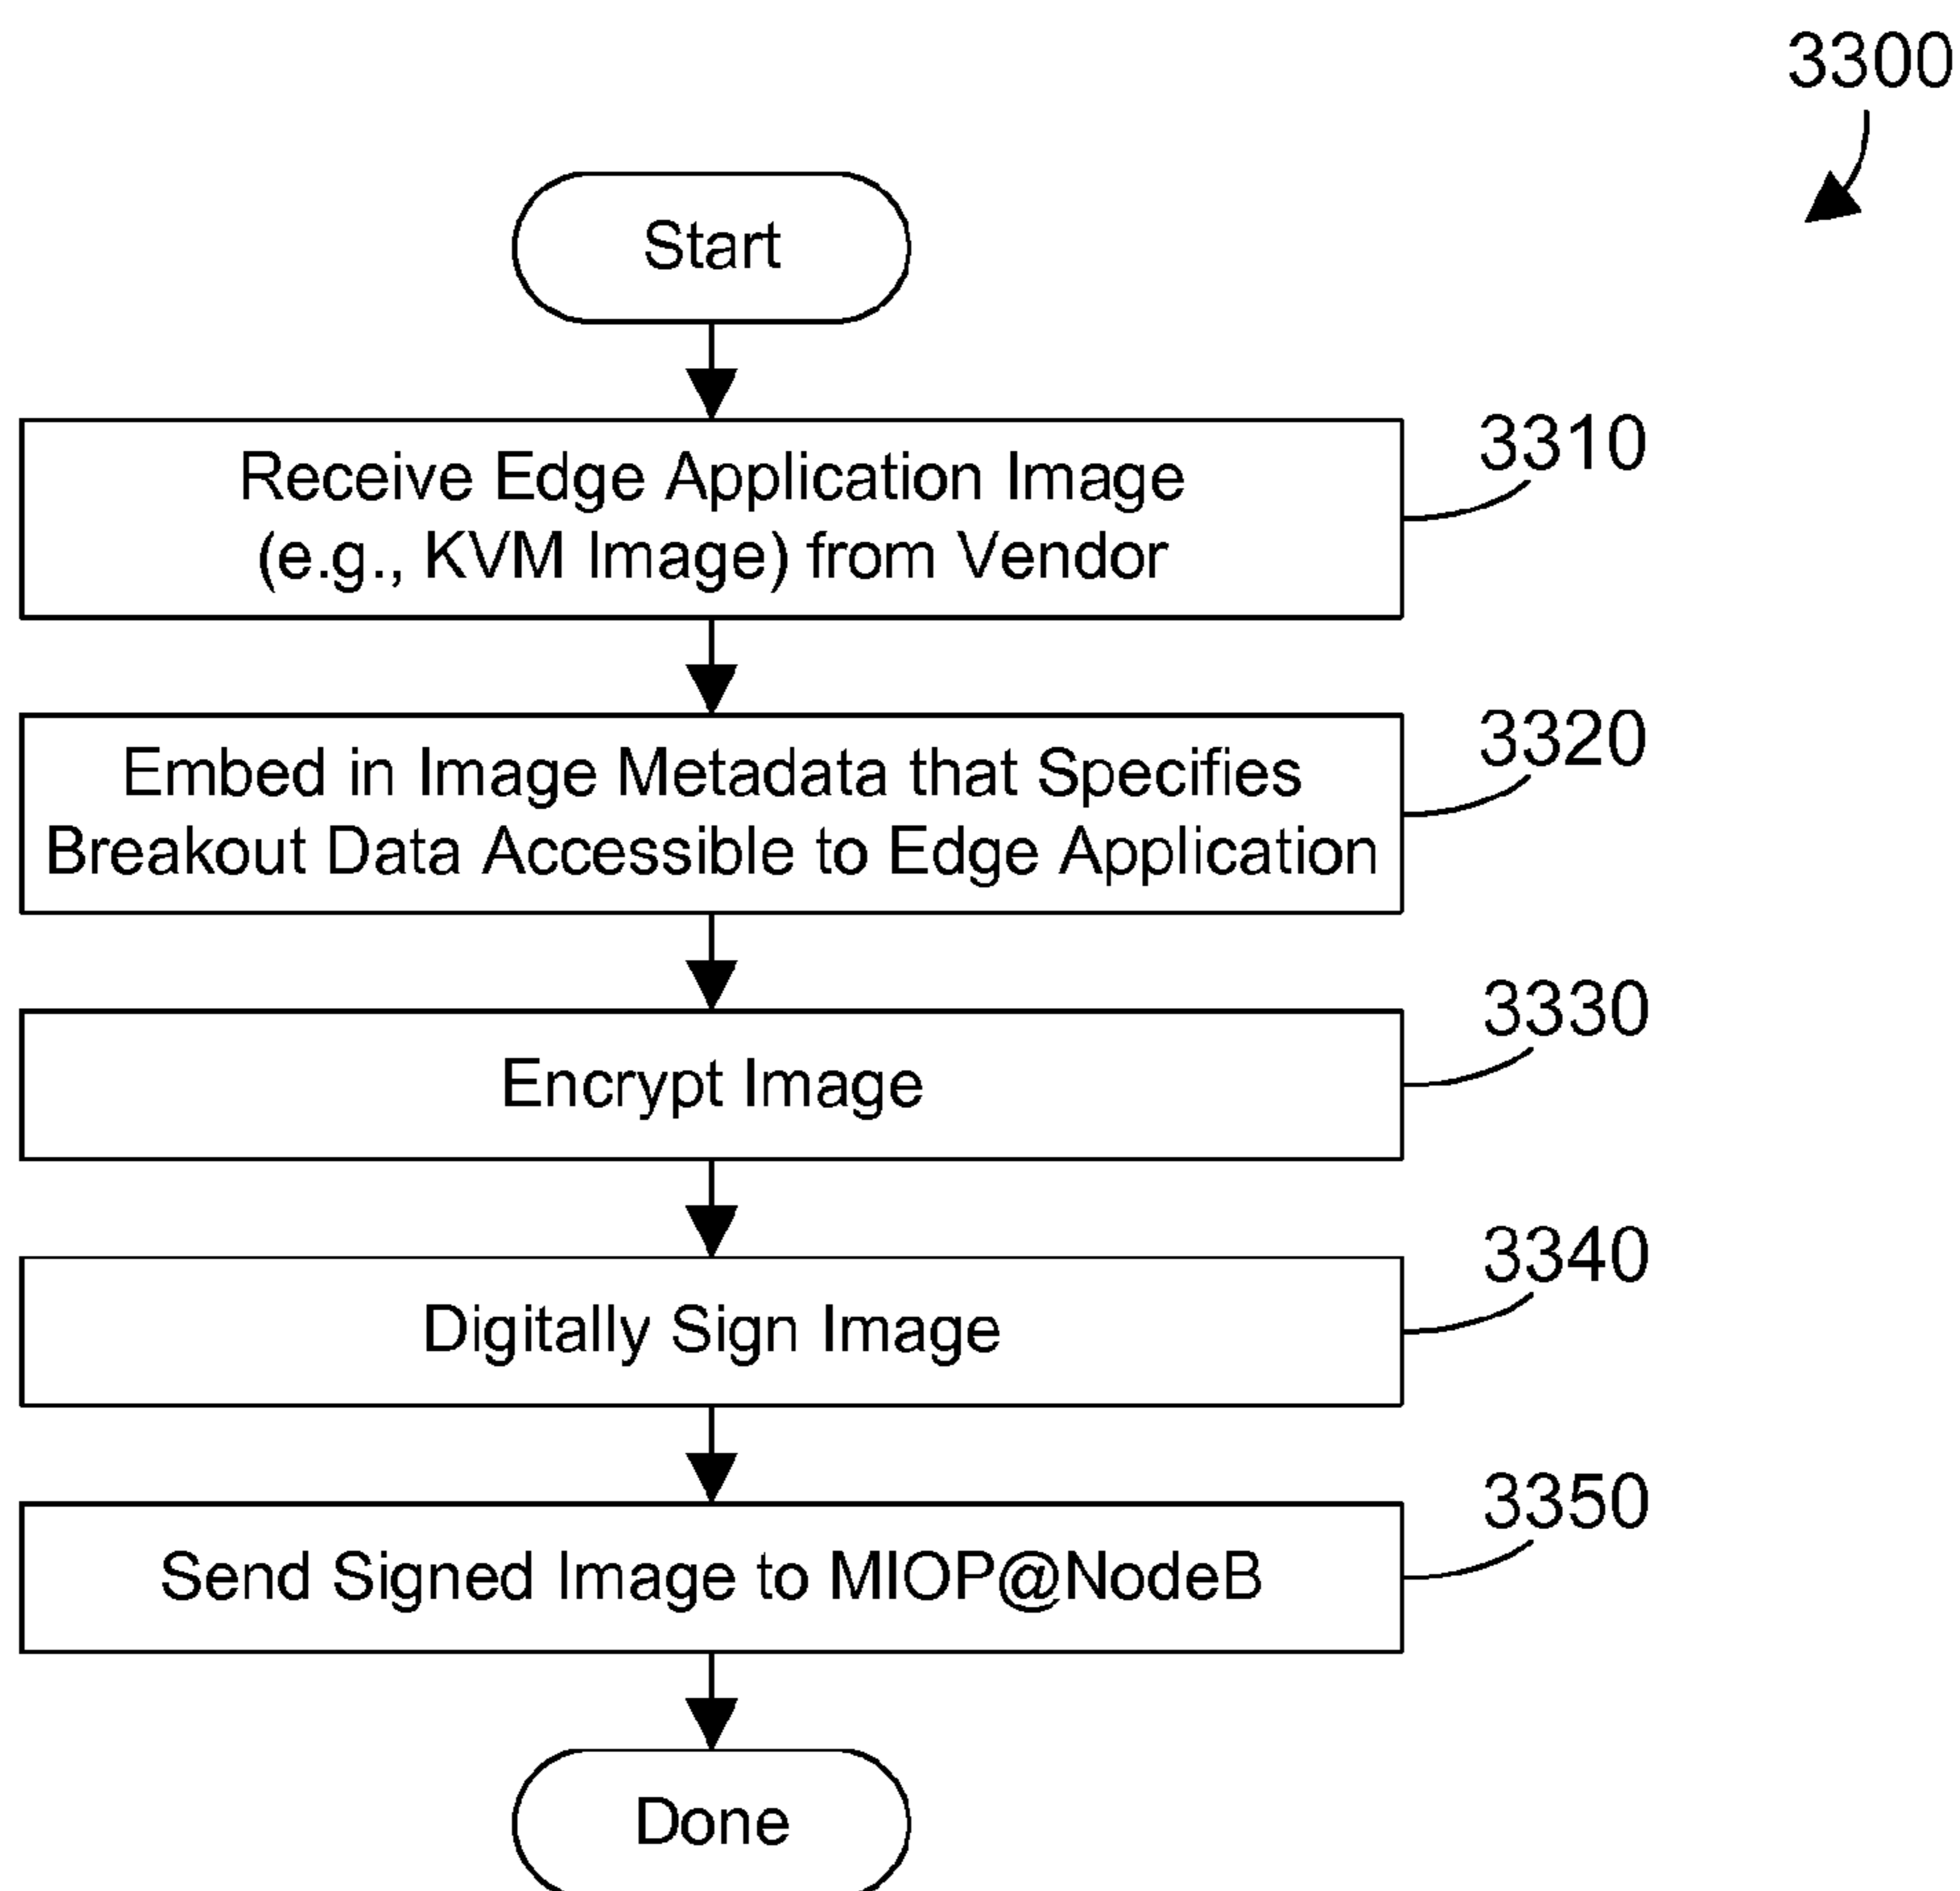 3300
Start
Receive Edge Application Image
(e.g., KVM Image) from Vendor
3310
Embed in Image Metadata that Specifies
Breakout Data Accessible to Edge Application
3320
Encrypt Image
3330
Digitally Sign Image
3340
Send Signed Image to MIOP@NodeB
3350
Done